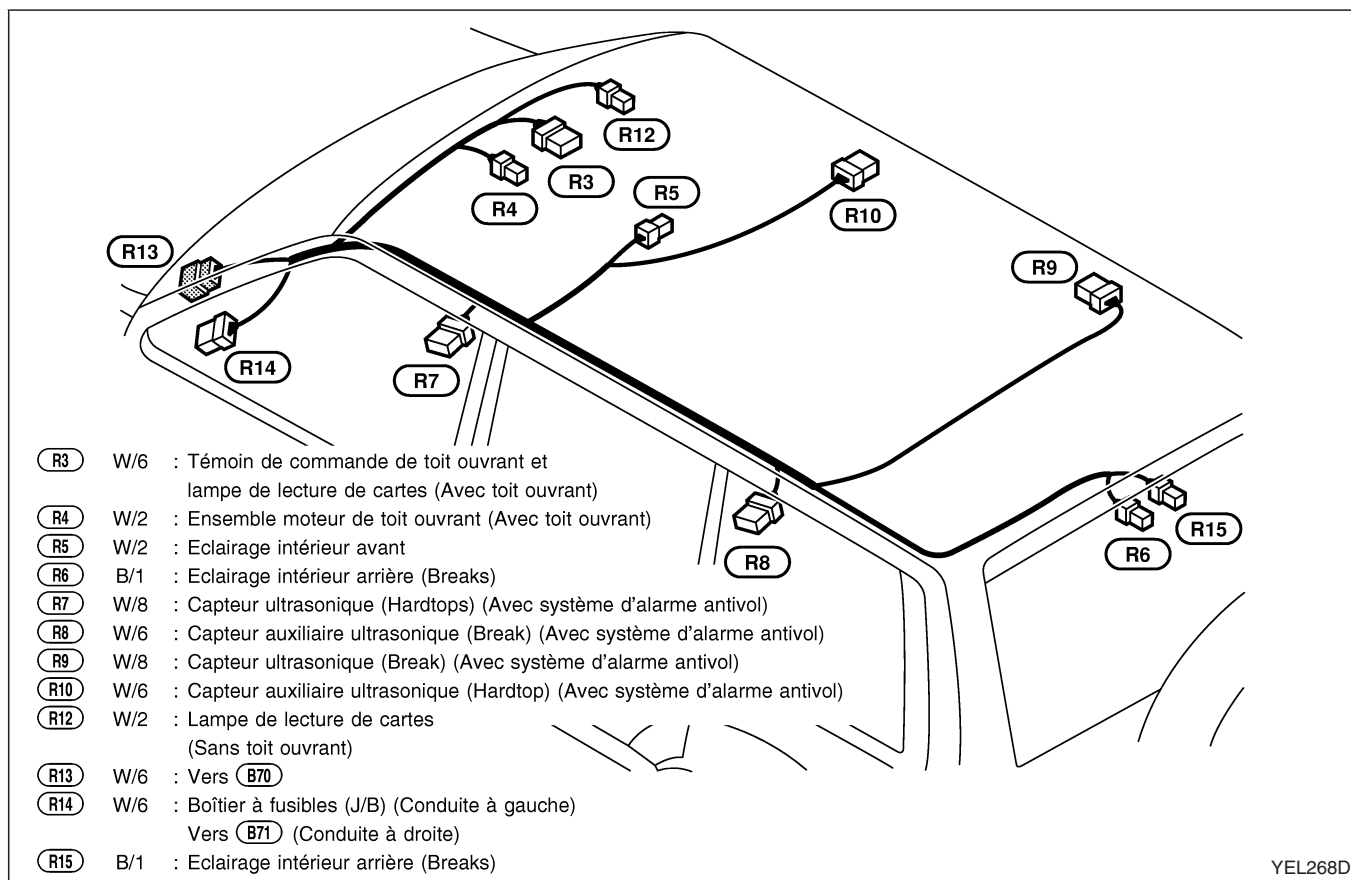 R12
R3
R4
R5
R10
R13
R9
R14
R7
R8
R6
R15
R3 W/6 : Témoin de commande de toit ouvrant et
lampe de lecture de cartes (Avec toit ouvrant)
R4 W/2 : Ensemble moteur de toit ouvrant (Avec toit ouvrant)
R5 W/2 : Eclairage intérieur avant
R6 B/1 : Eclairage intérieur arrière (Breaks)
R7 W/8 : Capteur ultrasonique (Hardtops) (Avec système d'alarme antivol)
R8 W/6 : Capteur auxiliaire ultrasonique (Break) (Avec système d'alarme antivol)
R9 W/8 : Capteur ultrasonique (Break) (Avec système d'alarme antivol)
R10 W/6 : Capteur auxiliaire ultrasonique (Hardtop) (Avec système d'alarme antivol)
R12 W/2 : Lampe de lecture de cartes
(Sans toit ouvrant)
R13 W/6 : Vers B70
R14 W/6 : Boîtier à fusibles (J/B) (Conduite à gauche)
Vers B71 (Conduite à droite)
R15 B/1 : Eclairage intérieur arrière (Breaks)
YEL268D